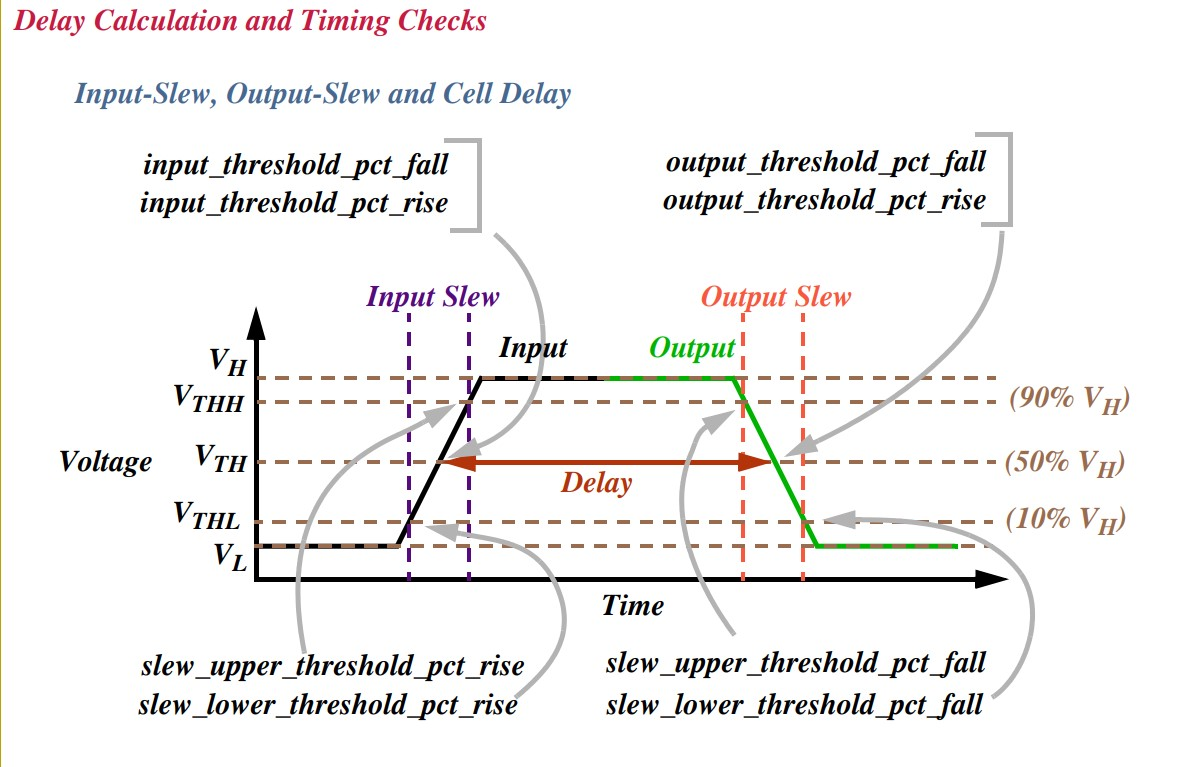 Delay Calculation and Timing Checks
Input-Slew, Output-Slew and Cell Delay
input_threshold_pct_fall
input_threshold_pct_rise
output_threshold_pct_fall
output_threshold_pct_rise
Input Slew
Output Slew
Input
Output
VH
VTHH
(90% VH)
Voltage
VTH
(50% VH)
Delay
VTHL
(10% VH)
VL
Time
slew_upper_threshold_pct_rise
slew_lower_threshold_pct_rise
slew_upper_threshold_pct_fall
slew_lower_threshold_pct_fall